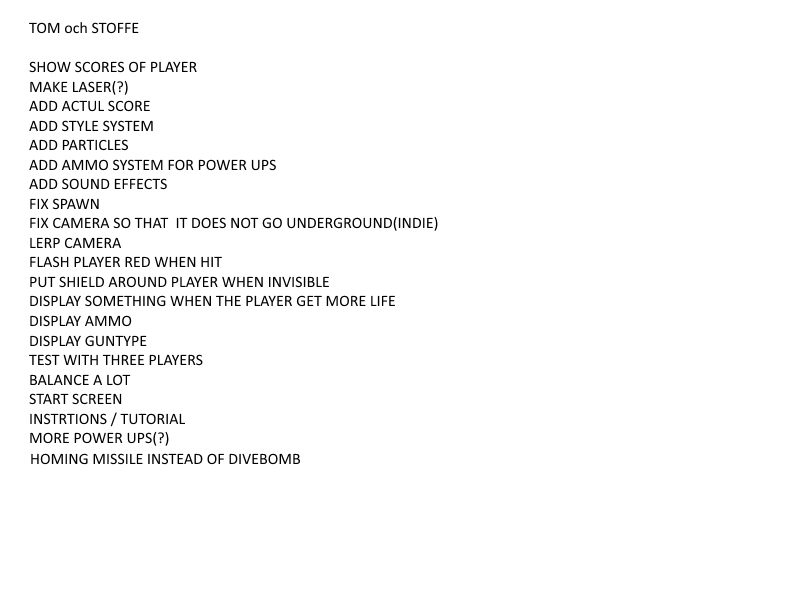 TOM och STOFFE
SHOW SCORES OF PLAYER
MAKE LASER(?)
ADD ACTUL SCORE
ADD STYLE SYSTEM
ADD PARTICLES
ADD AMMO SYSTEM FOR POWER UPS
ADD SOUND EFFECTS
FIX SPAWN
FIX CAMERA SO THAT  IT DOES NOT GO UNDERGROUND(INDIE)
LERP CAMERA
FLASH PLAYER RED WHEN HIT
PUT SHIELD AROUND PLAYER WHEN INVISIBLE
DISPLAY SOMETHING WHEN THE PLAYER GET MORE LIFE
DISPLAY AMMO
DISPLAY GUNTYPE
TEST WITH THREE PLAYERS
BALANCE A LOT
START SCREEN
INSTRTIONS / TUTORIAL
MORE POWER UPS(?)
HOMING MISSILE INSTEAD OF DIVEBOMB